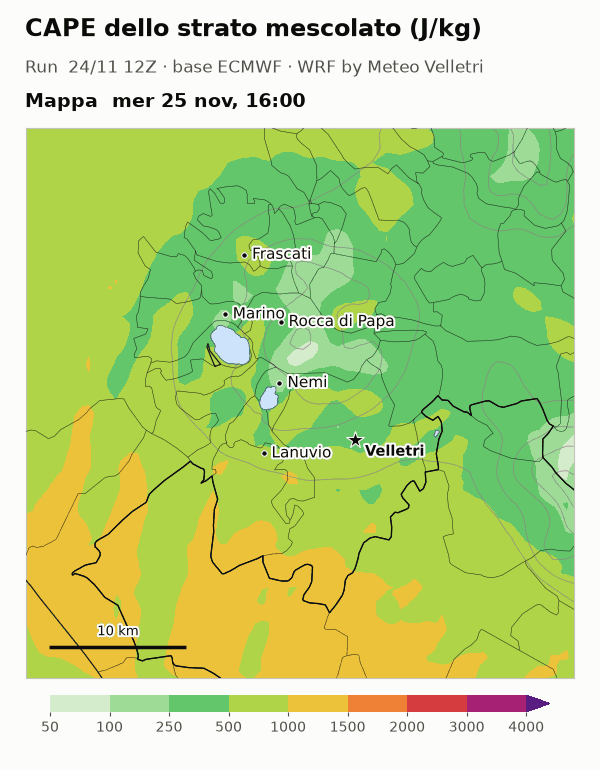 CAPE dello strato mescolato (J/kg)
Run  24/11 12Z · base ECMWF · WRF by Meteo Velletri
Mappa  mer 25 nov, 16:00
Frascati
Marino
Rocca di Papa
Nemi
Velletri
Lanuvio
10 km
50 100 250 500 1000 1500 2000 3000 4000